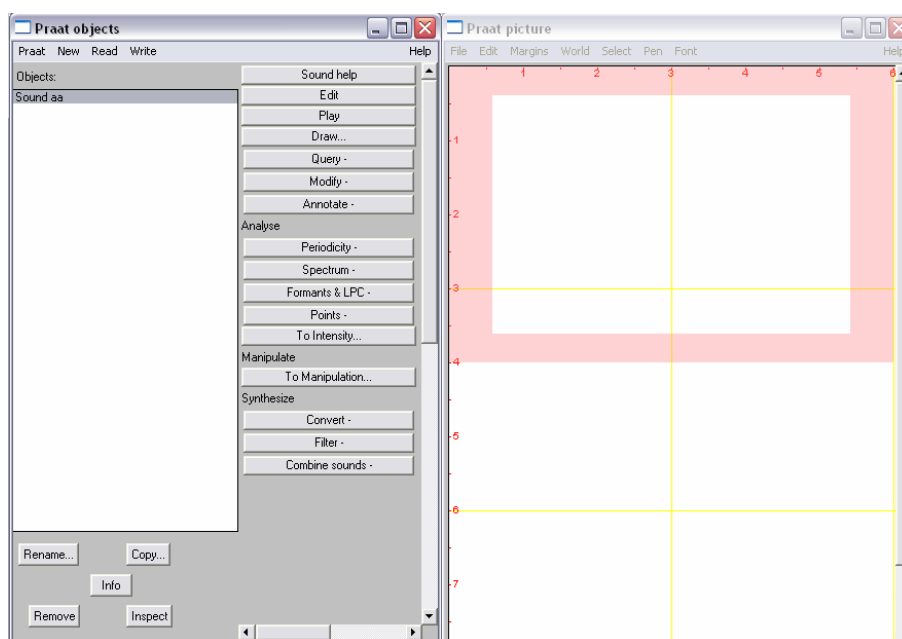 Praat objects
Praat New Read Write Help
Objects:
Sound aa
Sound help
Edit
Play
Draw...
Query -
Modify -
Annotate -
Analyse
Periodicity -
Spectrum -
Formants & LPC -
Points -
To Intensity...
Manipulate
To Manipulation...
Synthesize
Convert -
Filter -
Combine sounds -
Rename... Copy...
Info
Remove Inspect
Praat picture
File Edit Margins World Select Pen Font Help
1 2 3 4 5 6
1
2
3
4
5
6
7